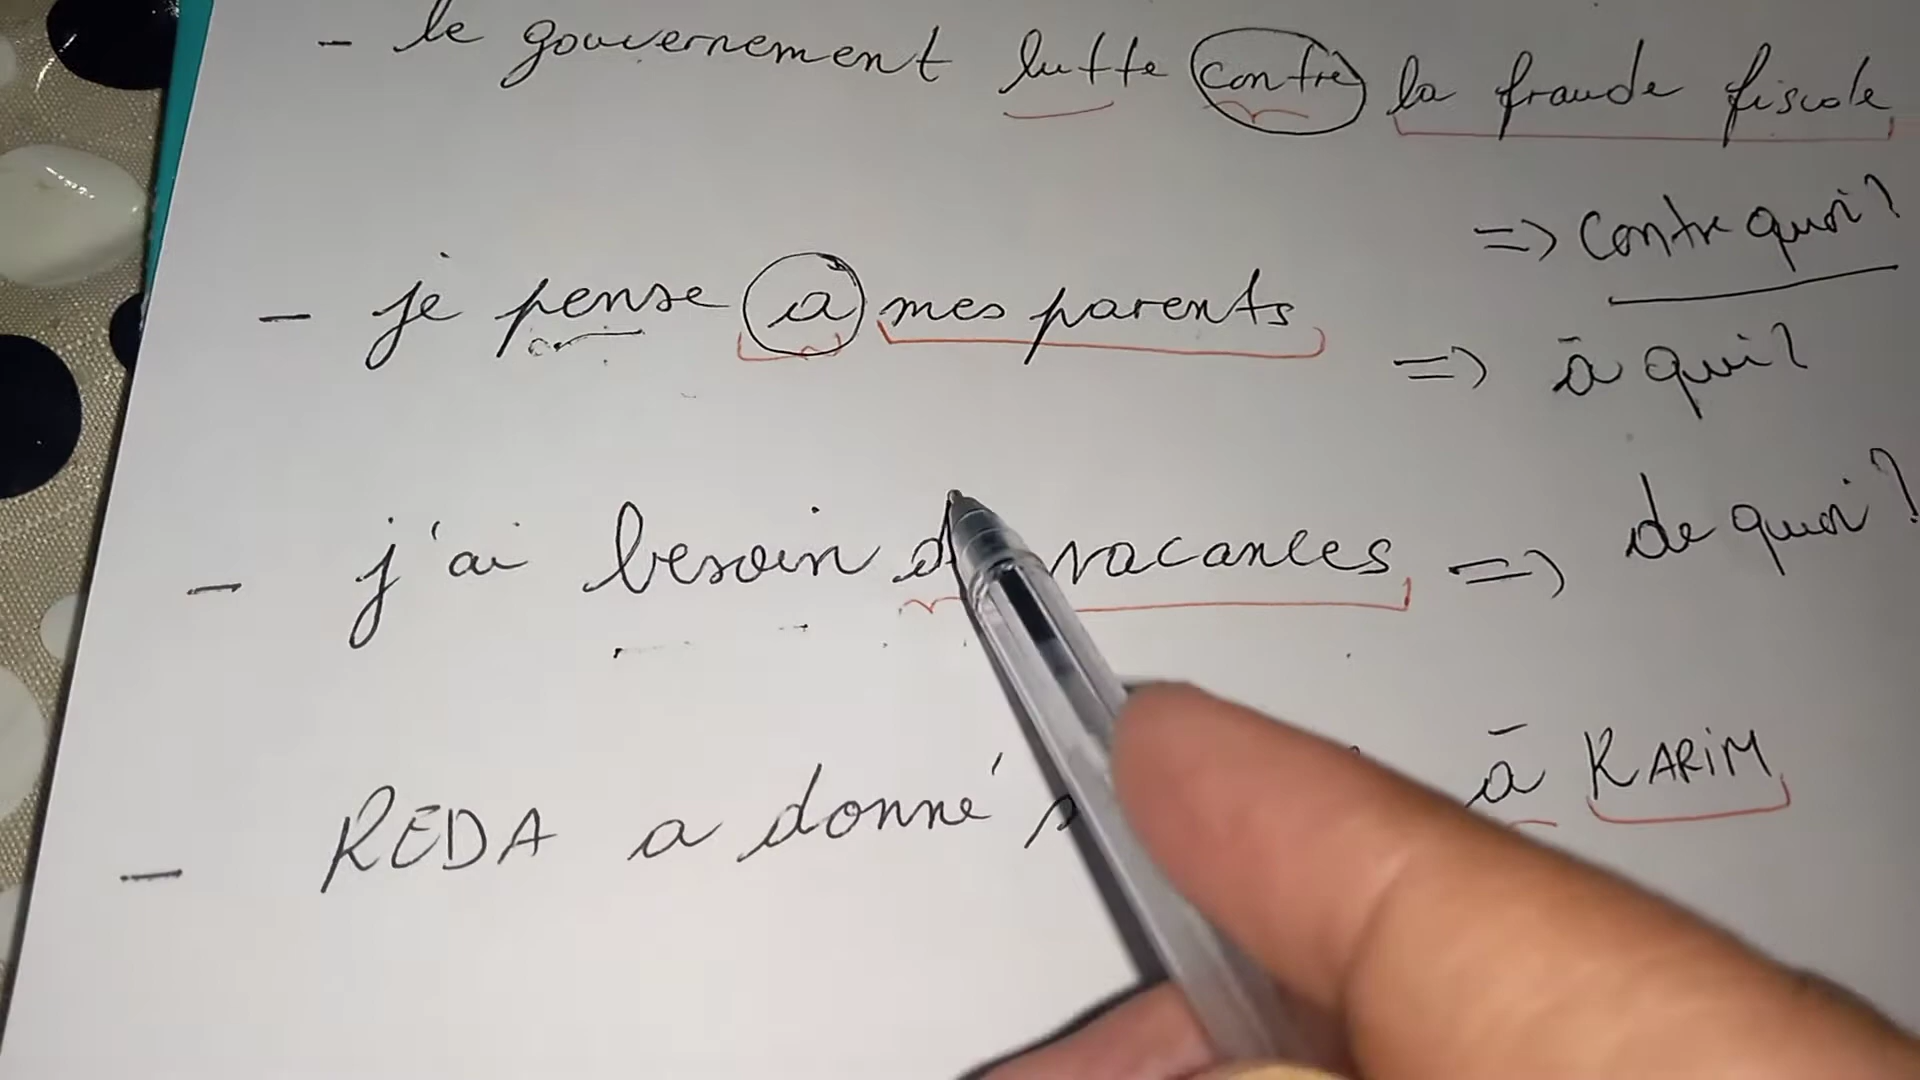 - le gouvernement lutte contre la fraude fiscale
=> contre quoi ?
- je pense à mes parents => à qui ?
- j'ai besoin vacances => de quoi ?
- REDA a donné à KARIM